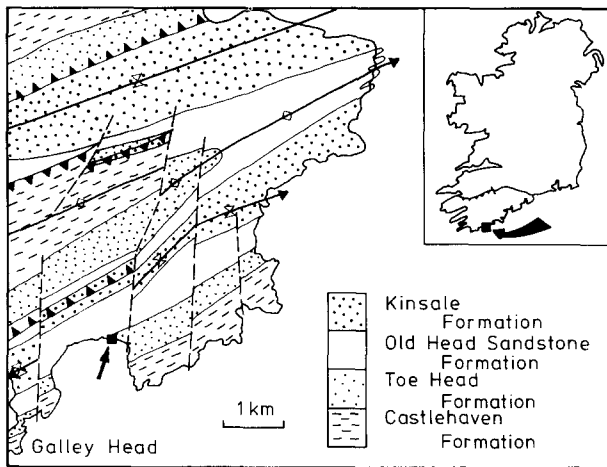 Kinsale
Formation
Old Head Sandstone
Formation
Toe Head
Formation
Castlehaven
Formation
1 km
Galley Head